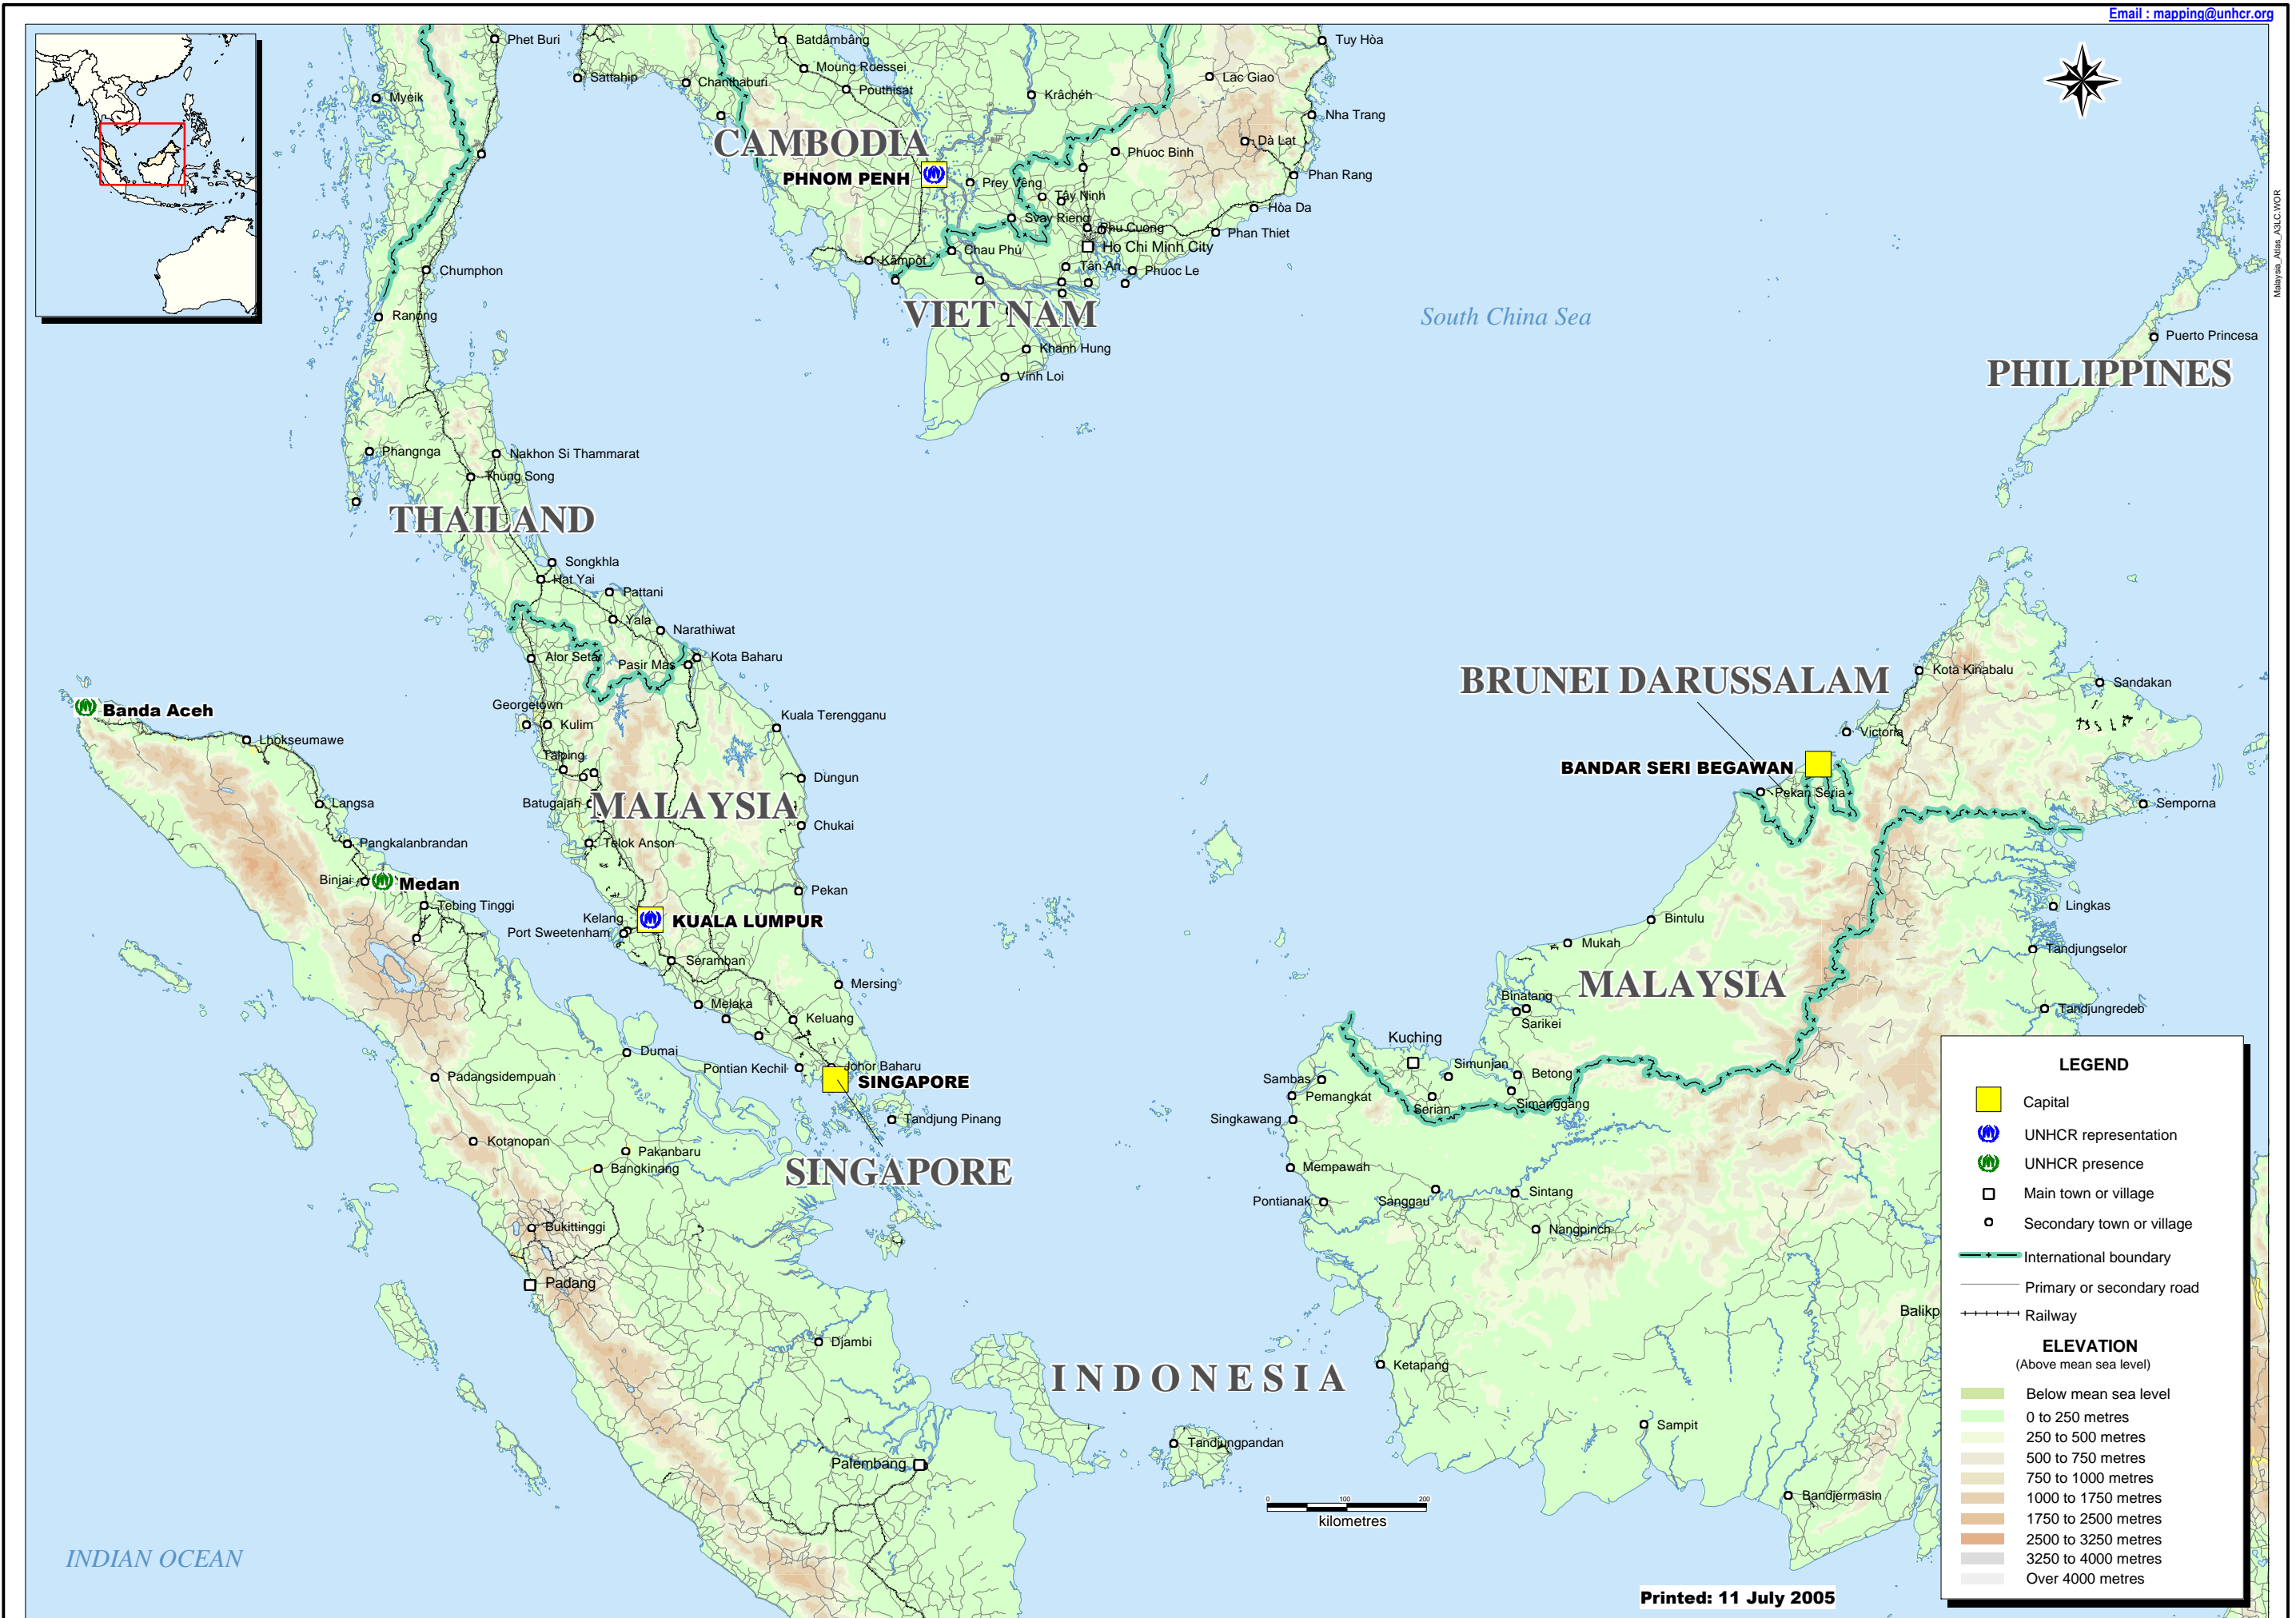 Email : mapping@unhcr.org
Malaysia_Atlas_A3LC.WOR
Phet Buri
Batdâmbâng
Tuy Hòa
Moung Roessei
Sattahip
Chanthaburi
Pouthisat
Lac Giao
Myeik
Krâchéh
Nha Trang
CAMBODIA
Dà Lat
Phuoc Binh
PHNOM PENH
Prey Vêng
Phan Rang
Tây Ninh
Hòa Da
Svay Rieng
Phu Cuong
Phan Thiet
Ho Chi Minh City
Chau Phú
Kâmpôt
Tân An
Phuoc Le
Chumphon
Ranong
VIET NAM
South China Sea
Khanh Hung
Vinh Loi
Puerto Princesa
PHILIPPINES
Phangnga
Nakhon Si Thammarat
Thung Song
THAILAND
Songkhla
Hat Yai
Pattani
Yala
Narathiwat
Alor Setar
Pasir Mas
Kota Baharu
BRUNEI DARUSSALAM
Kota Kinabalu
Sandakan
Georgetown
Banda Aceh
Kulim
Kuala Terengganu
Lhokseumawe
Victoria
Taiping
BANDAR SERI BEGAWAN
Dungun
Pekan Seria
Langsa
Batugajah
MALAYSIA
Semporna
Chukai
Pangkalanbrandan
Telok Anson
Binjai
Medan
Pekan
Tebing Tinggi
Lingkas
Kelang
KUALA LUMPUR
Bintulu
Port Sweetenham
Mukah
Tandjungselor
Seramban
MALAYSIA
Mersing
Melaka
Binatang
Tandjungredeb
Keluang
Sarikei
Kuching
Dumai
Pontian Kechil
Johor Baharu
Simunjan
Betong
Padangsidempuan
SINGAPORE
Sambas
Pemangkat
Serian
Simanggang
Tandjung Pinang
Singkawang
Kotanopan
Pakanbaru
Bangkinang
SINGAPORE
Mempawah
Pontianak
Sanggau
Sintang
Bukittinggi
Nangpinch
Padang
Balikp
Djambi
INDONESIA
Ketapang
Sampit
Tandjungpandan
Palembang
Bandjermasin
0 100 200
kilometres
INDIAN OCEAN
Printed: 11 July 2005
LEGEND
Capital
UNHCR representation
UNHCR presence
Main town or village
Secondary town or village
International boundary
Primary or secondary road
Railway
ELEVATION
(Above mean sea level)
Below mean sea level
0 to 250 metres
250 to 500 metres
500 to 750 metres
750 to 1000 metres
1000 to 1750 metres
1750 to 2500 metres
2500 to 3250 metres
3250 to 4000 metres
Over 4000 metres